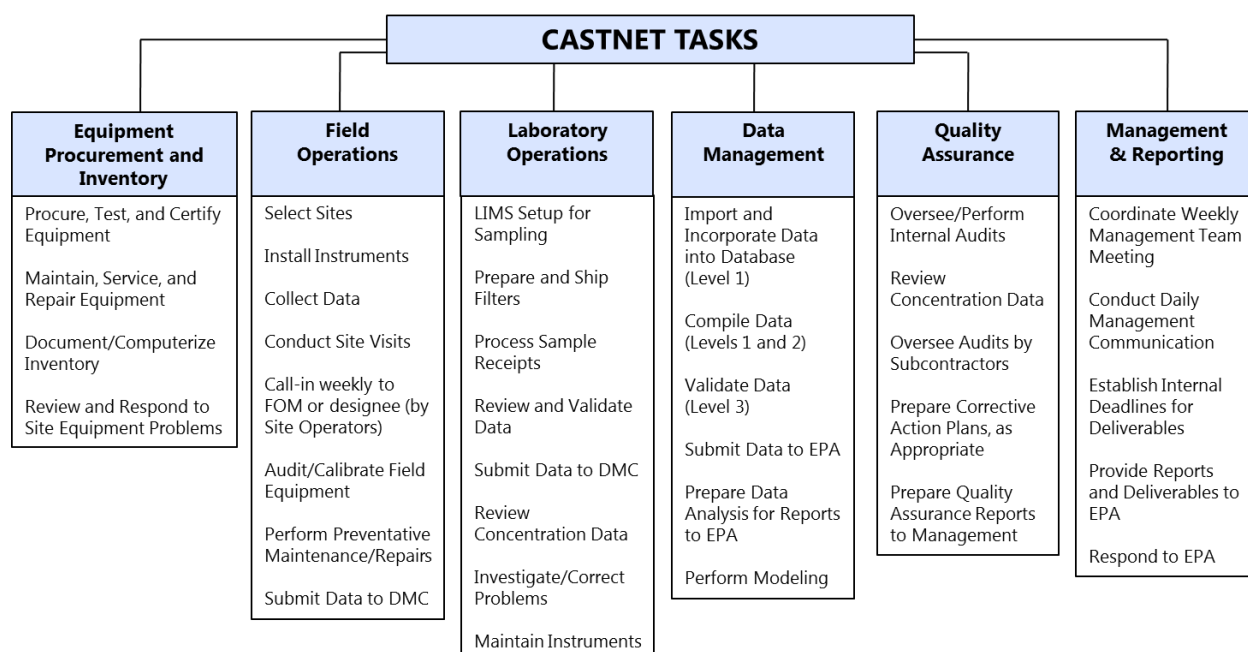 CASTNET TASKS
Equipment
Procurement and
Inventory
Procure, Test, and Certify
Equipment
Maintain, Service, and
Repair Equipment
Document/Computerize
Inventory
Review and Respond to
Site Equipment Problems
Field
Operations
Select Sites
Install Instruments
Collect Data
Conduct Site Visits
Call-in weekly to
FOM or designee (by
Site Operators)
Audit/Calibrate Field
Equipment
Perform Preventative
Maintenance/Repairs
Submit Data to DMC
Laboratory
Operations
LIMS Setup for
Sampling
Prepare and Ship
Filters
Process Sample
Receipts
Review and Validate
Data
Submit Data to DMC
Review
Concentration Data
Investigate/Correct
Problems
Maintain Instruments
Data
Management
Import and
Incorporate Data
into Database
(Level 1)
Compile Data
(Levels 1 and 2)
Validate Data
(Level 3)
Submit Data to EPA
Prepare Data
Analysis for Reports
to EPA
Perform Modeling
Quality
Assurance
Oversee/Perform
Internal Audits
Review
Concentration Data
Oversee Audits by
Subcontractors
Prepare Corrective
Action Plans, as
Appropriate
Prepare Quality
Assurance Reports
to Management
Management
& Reporting
Coordinate Weekly
Management Team
Meeting
Conduct Daily
Management
Communication
Establish Internal
Deadlines for
Deliverables
Provide Reports
and Deliverables to
EPA
Respond to EPA